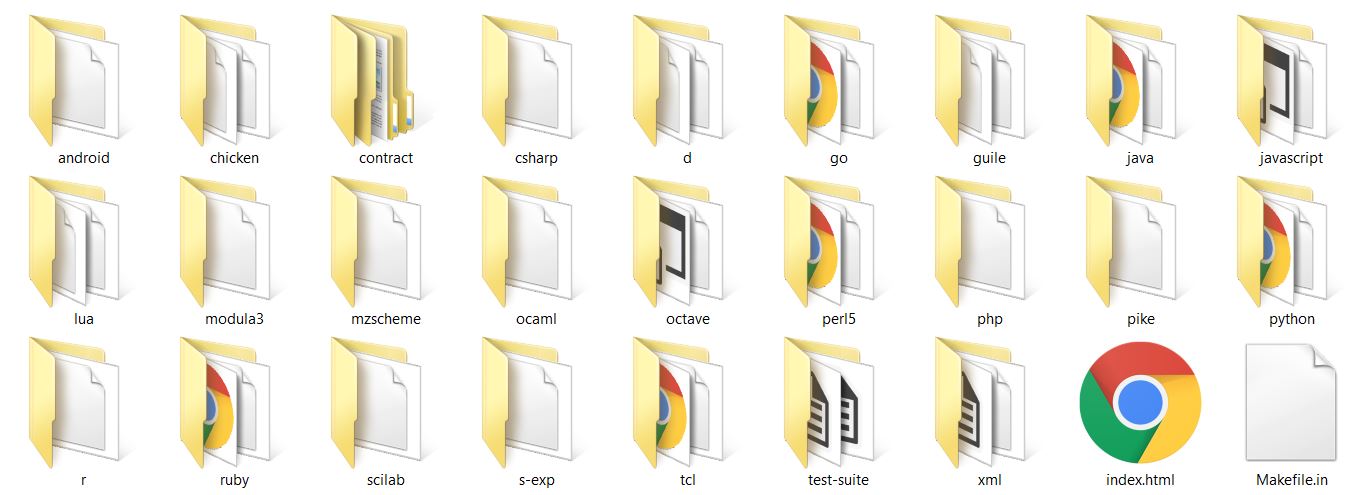 android chicken contract csharp d go guile java javascript
lua modula3 mzscheme ocaml octave perl5 php pike python
r ruby scilab s-exp tcl test-suite xml index.html Makefile.in